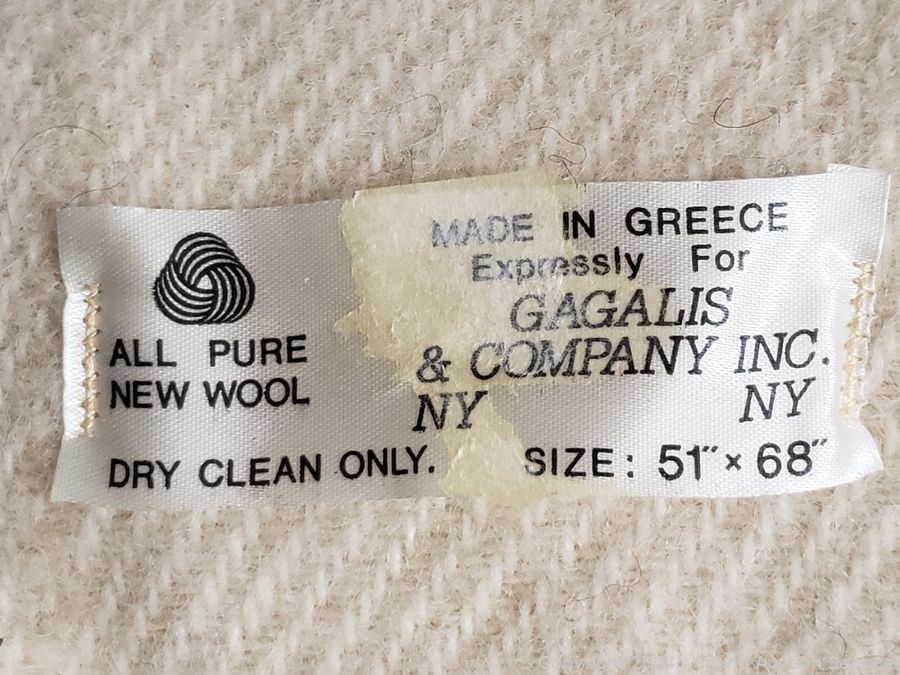 ALL PURE
NEW WOOL
DRY CLEAN ONLY.
MADE IN GREECE
Expressly For
GAGALIS
& COMPANY INC.
NY NY
SIZE: 51"×68"